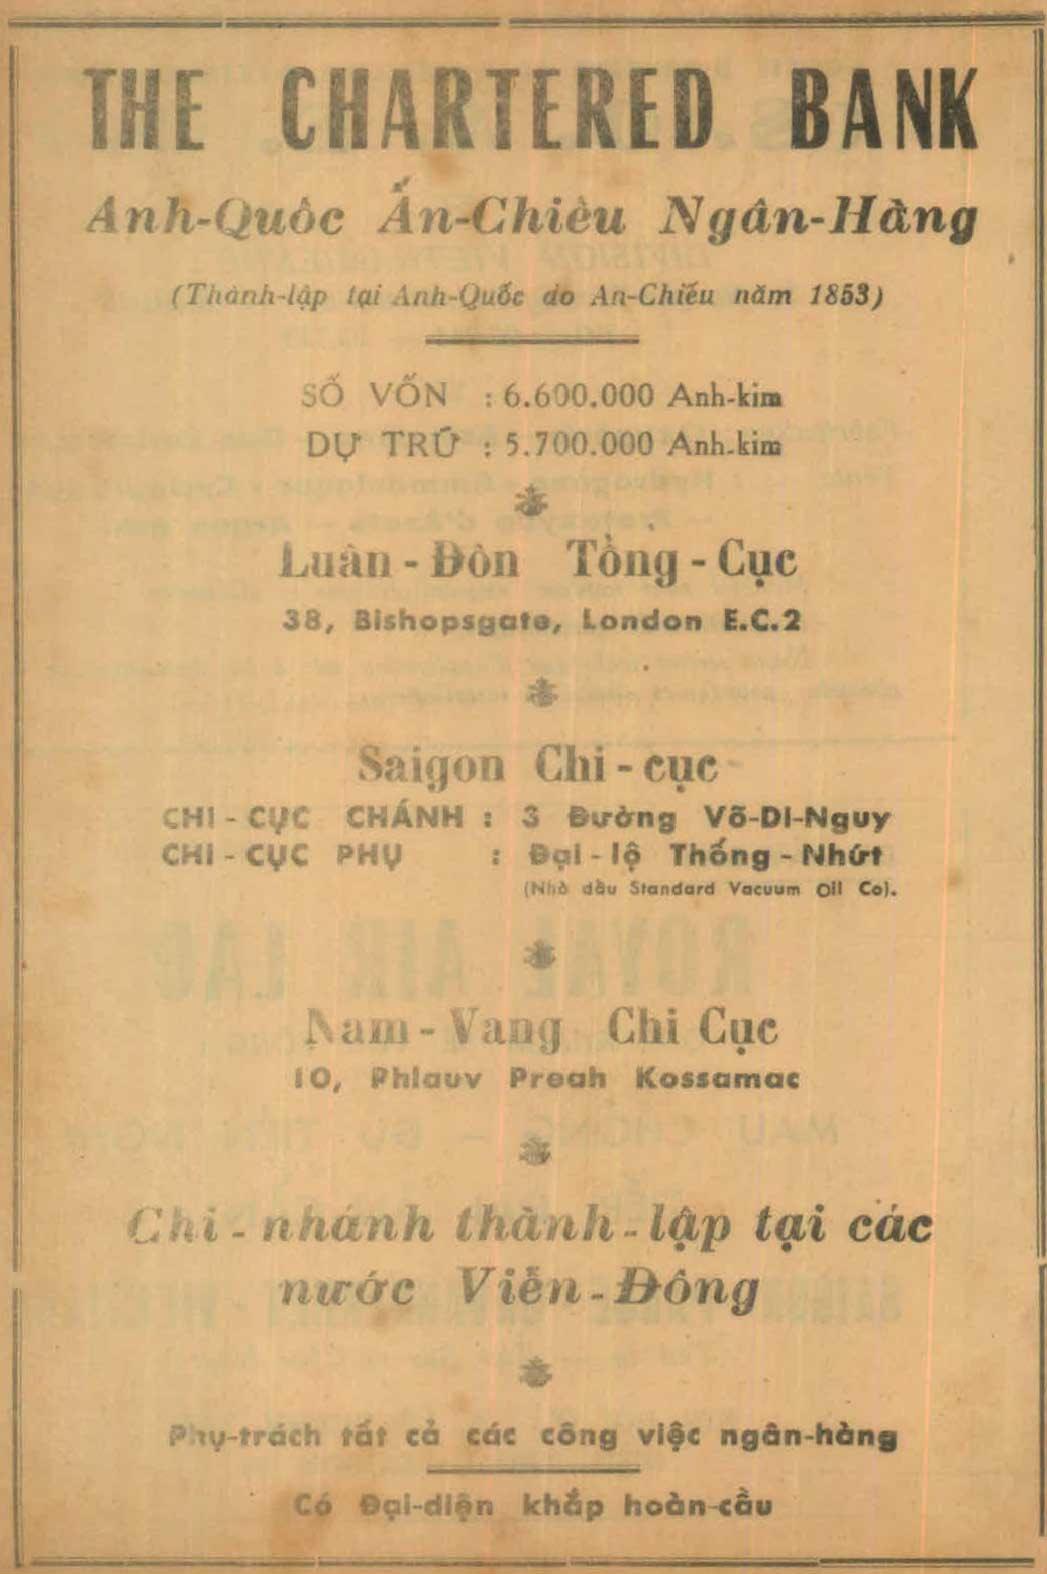 THE CHARTERED BANK
Anh-Quốc Ấn-Chiếu Ngân-Hàng
(Thành-lập tại Anh-Quốc do An-Chiếu năm 1853)
SỐ VỐN : 6.600.000 Anh-kim
DỰ TRỮ : 5.700.000 Anh-kim
Luân-Đôn Tổng-Cục
38, Bishopsgate, London E.C.2
Saigon Chi-cục
CHI-CỤC CHÁNH : 3 Đường Võ-Di-Nguy
CHI-CỤC PHỤ : Đại-lộ Thống-Nhứt
(Nhà dầu Standard Vacuum Oil Co).
Nam-Vang Chi Cục
10, Phlauv Preah Kossamac
Chi-nhánh thành-lập tại các
nước Viễn-Đông
Phụ-trách tất cả các công việc ngân-hàng
Có Đại-diện khắp hoàn-cầu